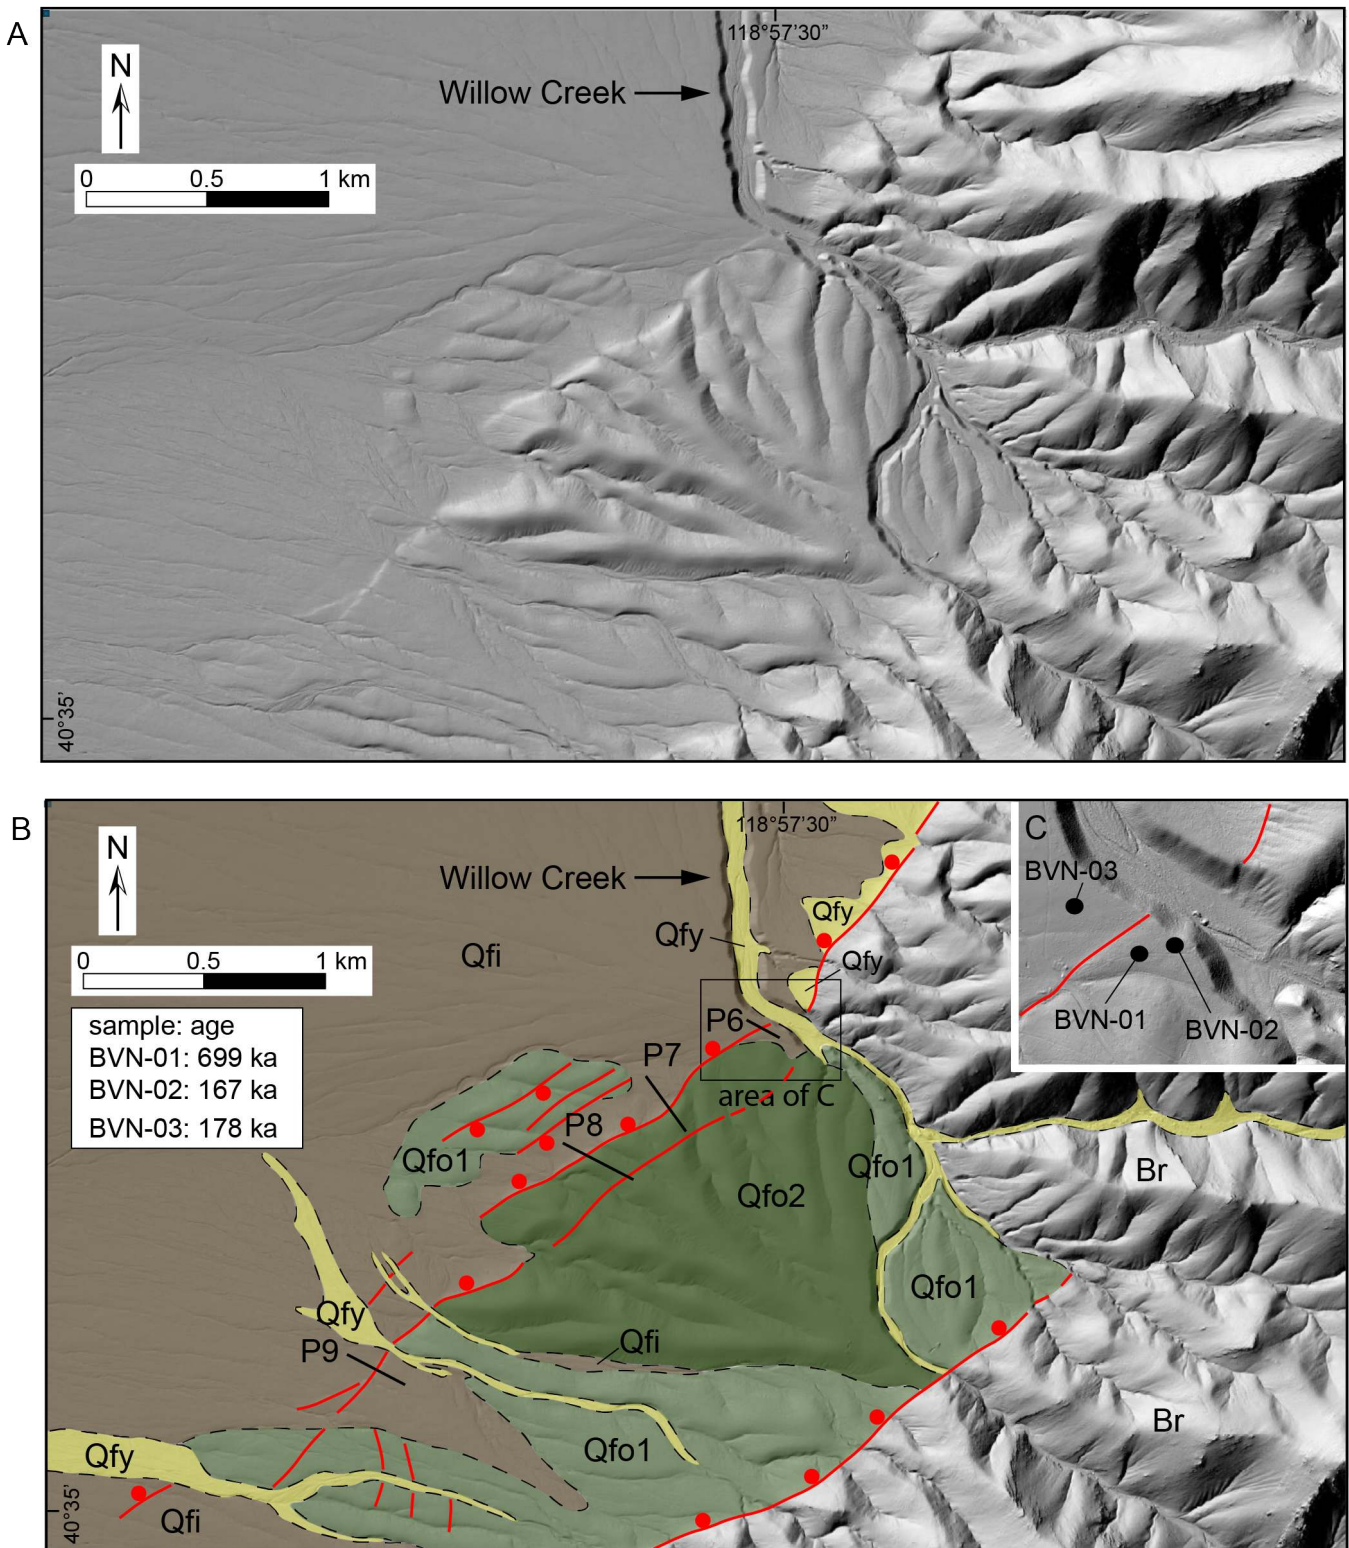 A
118°57'30”
N
Willow Creek
0 0.5 1 km
40°35'
B
118°57'30”
C
N
BVN-03
Willow Creek
Qfy
Qfy
Qfi
Qfy
0 0.5 1 km
P6
BVN-01
BVN-02
sample: age
BVN-01: 699 ka
BVN-02: 167 ka
BVN-03: 178 ka
P7
area of C
P8
Qfo1
Qfo1
Br
Qfo2
Qfo1
Qfy
Qfi
P9
Br
Qfo1
Qfy
40°35'
Qfi